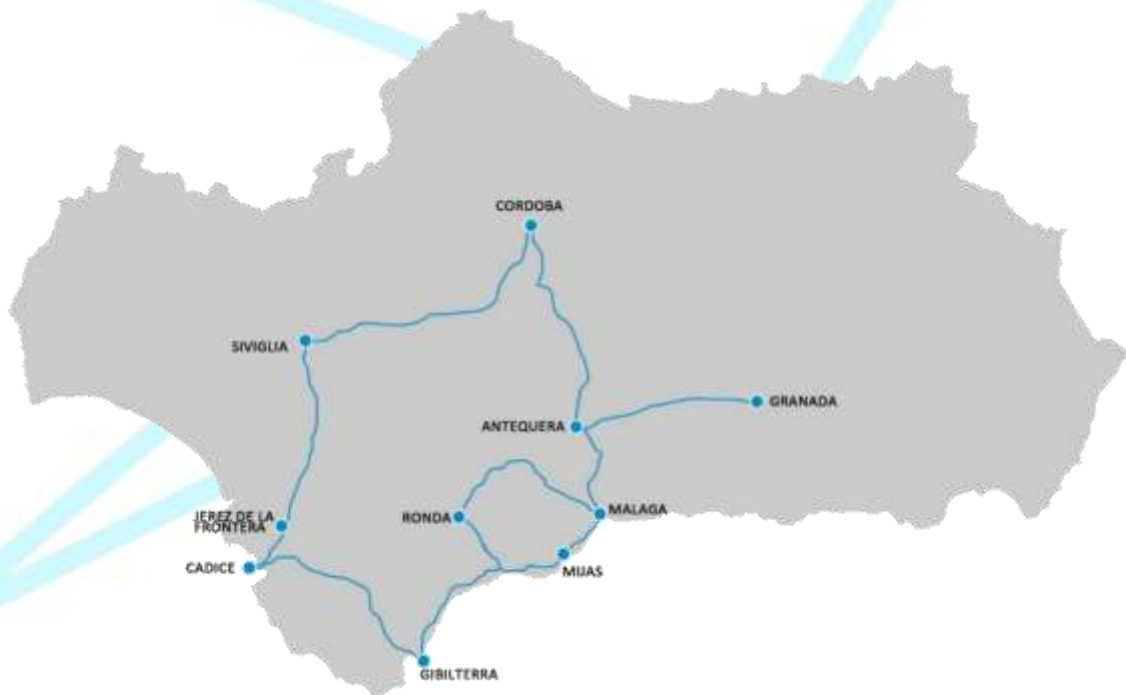 CORDOBA
SIVIGLIA
GRANADA
ANTEQUERA
JEREZ DE LA
FRONTERA
RONDA
MALAGA
CADICE
MIJAS
GIBILTERRA